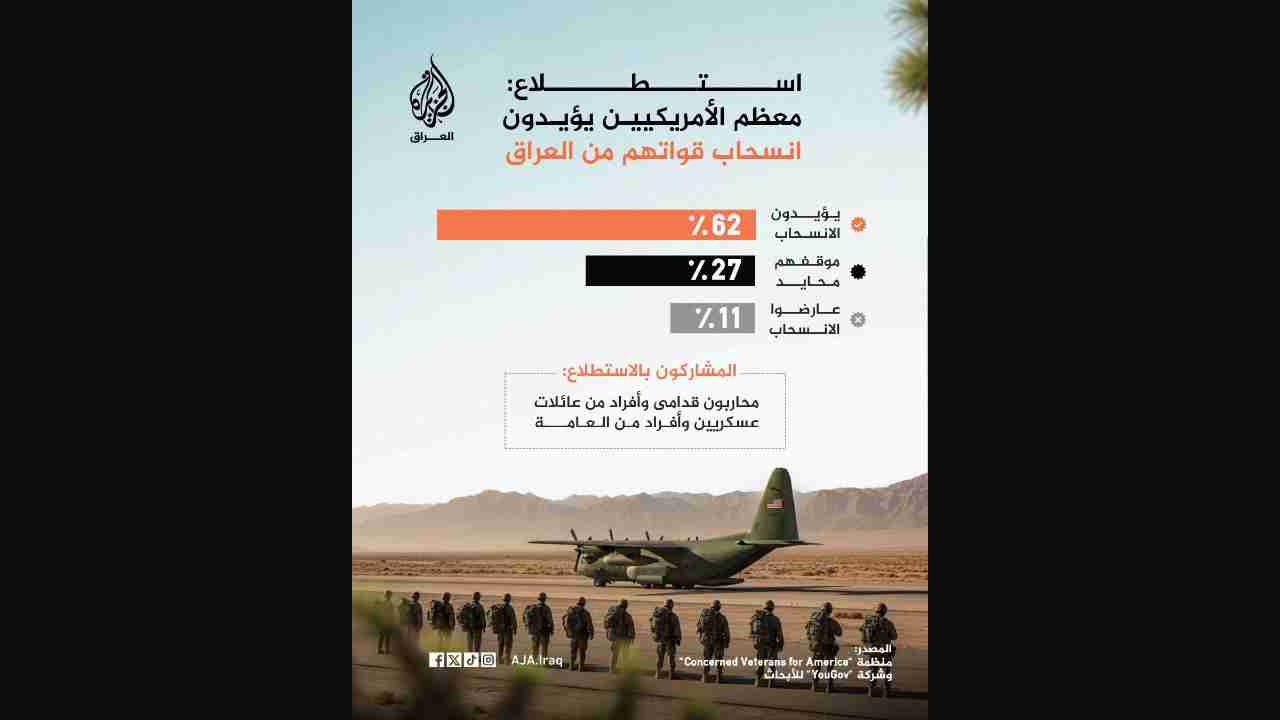 استطلاع:
معظم الأمريكيين يؤيدون
انسحاب قواتهم من العراق
الجزيرة
العراق
يؤيدون
الانسحاب
62٪
موقفهم
محايد
27٪
عارضوا
الانسحاب
11٪
المشاركون بالاستطلاع:
محاربون قدامى وأفراد من عائلات
عسكريين وأفراد من العامة
المصدر:
منظمة "Concerned Veterans for America"
وشركة "YouGov" للأبحاث
AJA.Iraq